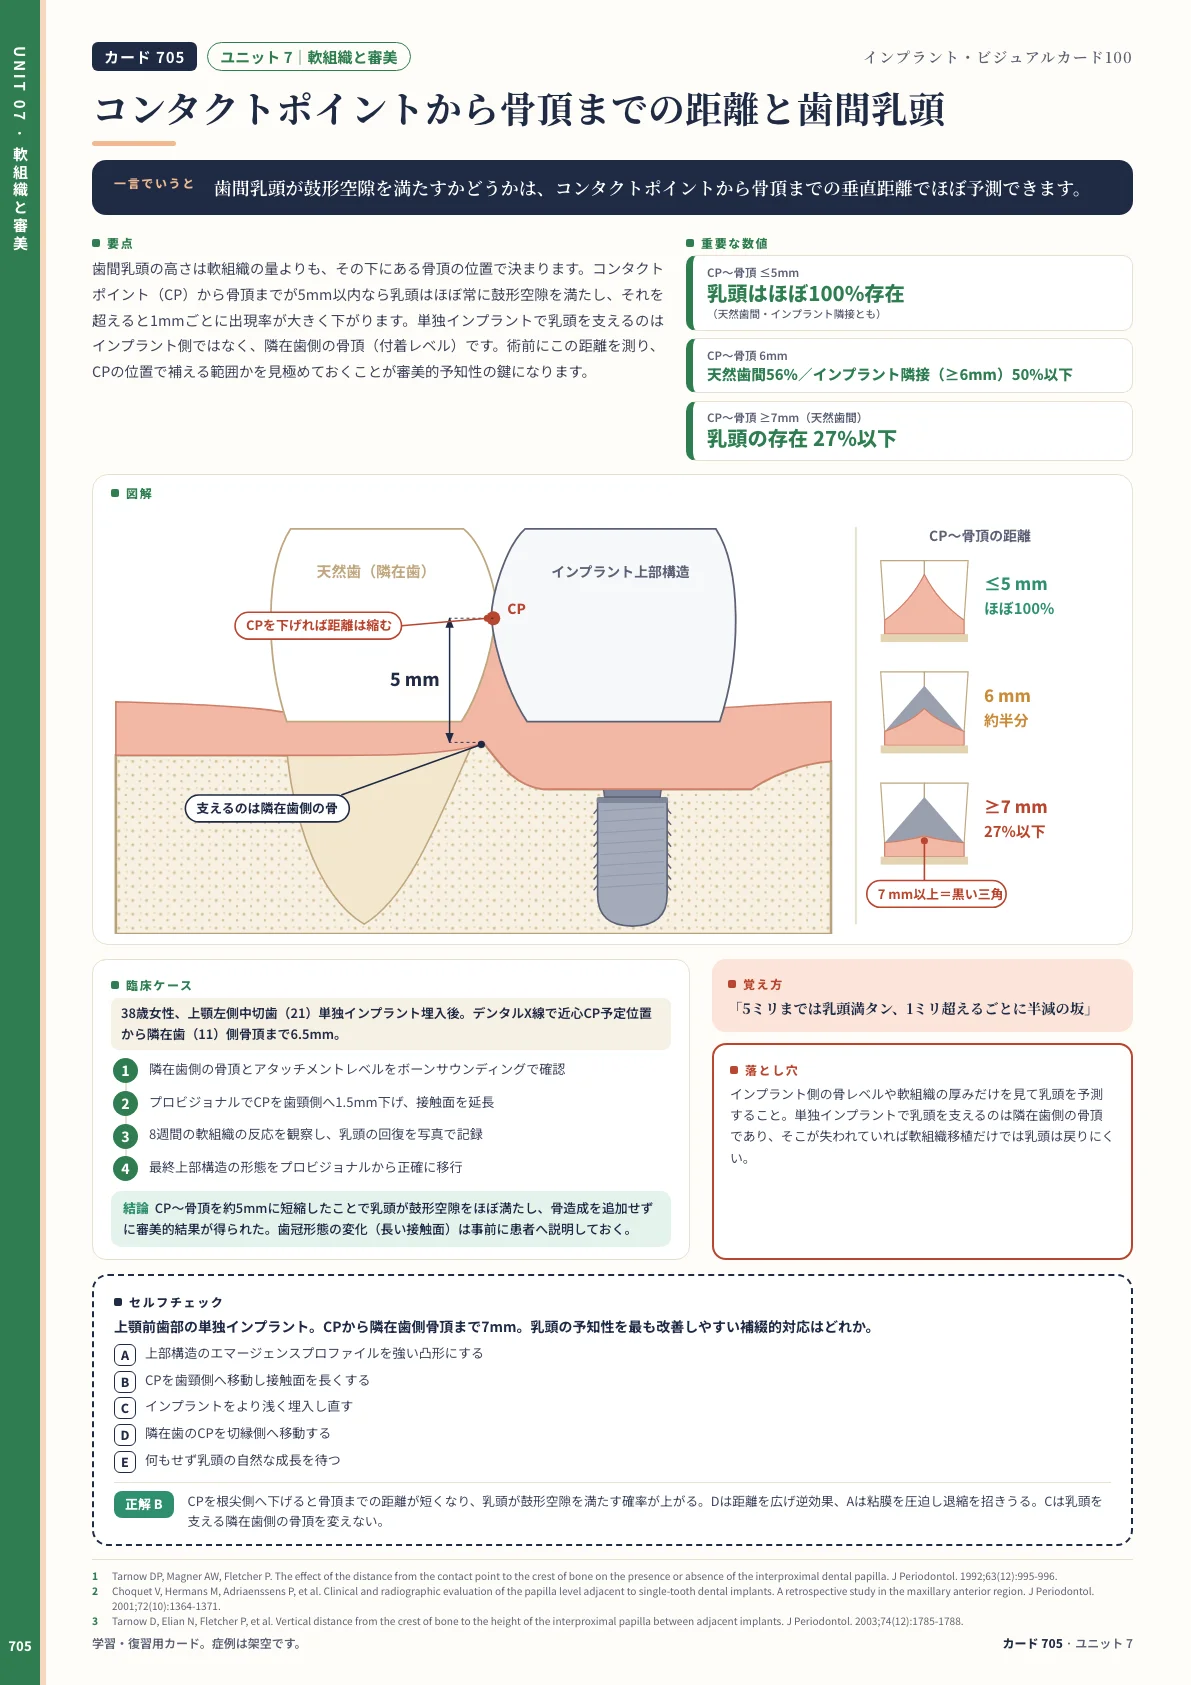 UNIT 07 · 軟組織と審美
カード 705
ユニット 7｜軟組織と審美
インプラント・ビジュアルカード100
コンタクトポイントから骨頂までの距離と歯間乳頭
一言でいうと 歯間乳頭が鼓形空隙を満たすかどうかは、コンタクトポイントから骨頂までの垂直距離でほぼ予測できます。
要点
歯間乳頭の高さは軟組織の量よりも、その下にある骨頂の位置で決まります。コンタクト
ポイント（CP）から骨頂までが5mm以内なら乳頭はほぼ常に鼓形空隙を満たし、それを
超えると1mmごとに出現率が大きく下がります。単独インプラントで乳頭を支えるのは
インプラント側ではなく、隣在歯側の骨頂（付着レベル）です。術前にこの距離を測り、
CPの位置で補える範囲かを見極めておくことが審美的予知性の鍵になります。
重要な数値
CP〜骨頂 ≤5mm
乳頭はほぼ100%存在
（天然歯間・インプラント隣接とも）
CP〜骨頂 6mm
天然歯間56%／インプラント隣接（≥6mm）50%以下
CP〜骨頂 ≥7mm（天然歯間）
乳頭の存在 27%以下
図解
天然歯（隣在歯）
インプラント上部構造
CP
CPを下げれば距離は縮む
5 mm
支えるのは隣在歯側の骨
CP〜骨頂の距離
≤5 mm
ほぼ100%
6 mm
約半分
≥7 mm
27%以下
7 mm以上＝黒い三角
臨床ケース
38歳女性、上顎左側中切歯（21）単独インプラント埋入後。デンタルX線で近心CP予定位置
から隣在歯（11）側骨頂まで6.5mm。
1 隣在歯側の骨頂とアタッチメントレベルをボーンサウンディングで確認
2 プロビジョナルでCPを歯頸側へ1.5mm下げ、接触面を延長
3 8週間の軟組織の反応を観察し、乳頭の回復を写真で記録
4 最終上部構造の形態をプロビジョナルから正確に移行
結論 CP〜骨頂を約5mmに短縮したことで乳頭が鼓形空隙をほぼ満たし、骨造成を追加せず
に審美的結果が得られた。歯冠形態の変化（長い接触面）は事前に患者へ説明しておく。
覚え方
「5ミリまでは乳頭満タン、1ミリ超えるごとに半減の坂」
落とし穴
インプラント側の骨レベルや軟組織の厚みだけを見て乳頭を予測
すること。単独インプラントで乳頭を支えるのは隣在歯側の骨頂
であり、そこが失われていれば軟組織移植だけでは乳頭は戻りにく
い。
セルフチェック
上顎前歯部の単独インプラント。CPから隣在歯側骨頂まで7mm。乳頭の予知性を最も改善しやすい補綴的対応はどれか。
A 上部構造のエマージェンスプロファイルを強い凸形にする
B CPを歯頸側へ移動し接触面を長くする
C インプラントをより浅く埋入し直す
D 隣在歯のCPを切縁側へ移動する
E 何もせず乳頭の自然な成長を待つ
正解 B CPを根尖側へ下げると骨頂までの距離が短くなり、乳頭が鼓形空隙を満たす確率が上がる。Dは距離を広げ逆効果、Aは粘膜を圧迫し退縮を招きうる。Cは乳頭を
支える隣在歯側の骨頂を変えない。
1 Tarnow DP, Magner AW, Fletcher P. The effect of the distance from the contact point to the crest of bone on the presence or absence of the interproximal dental papilla. J Periodontol. 1992;63(12):995-996.
2 Choquet V, Hermans M, Adriaenssens P, et al. Clinical and radiographic evaluation of the papilla level adjacent to single-tooth dental implants. A retrospective study in the maxillary anterior region. J Periodontol.
2001;72(10):1364-1371.
3 Tarnow D, Elian N, Fletcher P, et al. Vertical distance from the crest of bone to the height of the interproximal papilla between adjacent implants. J Periodontol. 2003;74(12):1785-1788.
705
学習・復習用カード。症例は架空です。
カード 705 · ユニット 7